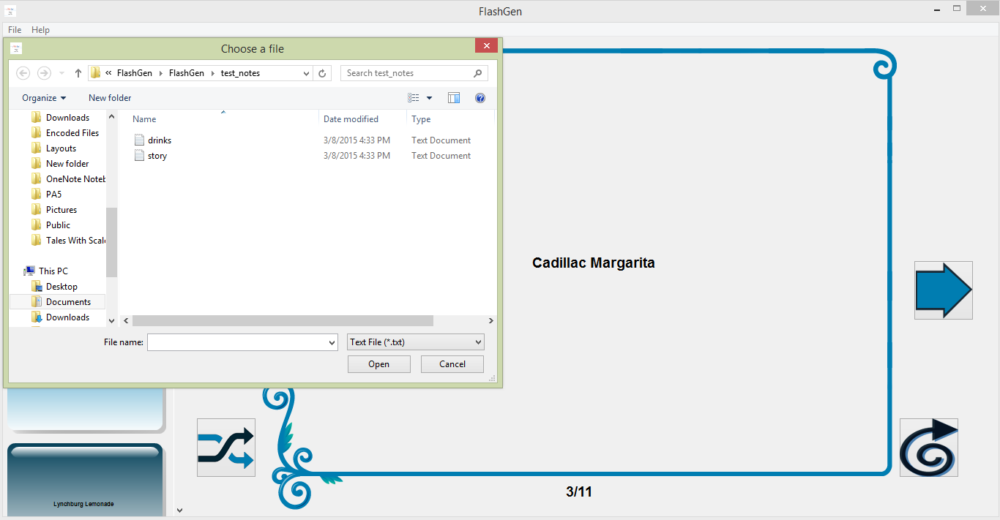 FlashGen
File Help
Choose a file
« FlashGen FlashGen test_notes Search test_notes
Organize New folder
Name Date modified Type
Downloads
Encoded Files
Layouts
New folder
OneNote Noteb
PA5
Pictures
Public
Tales With Scale
This PC
Desktop
Documents
Downloads
drinks 3/8/2015 4:33 PM Text Document
story 3/8/2015 4:33 PM Text Document
File name: Text File (*.txt)
Open Cancel
Cadillac Margarita
Lynchburg Lemonade
3/11